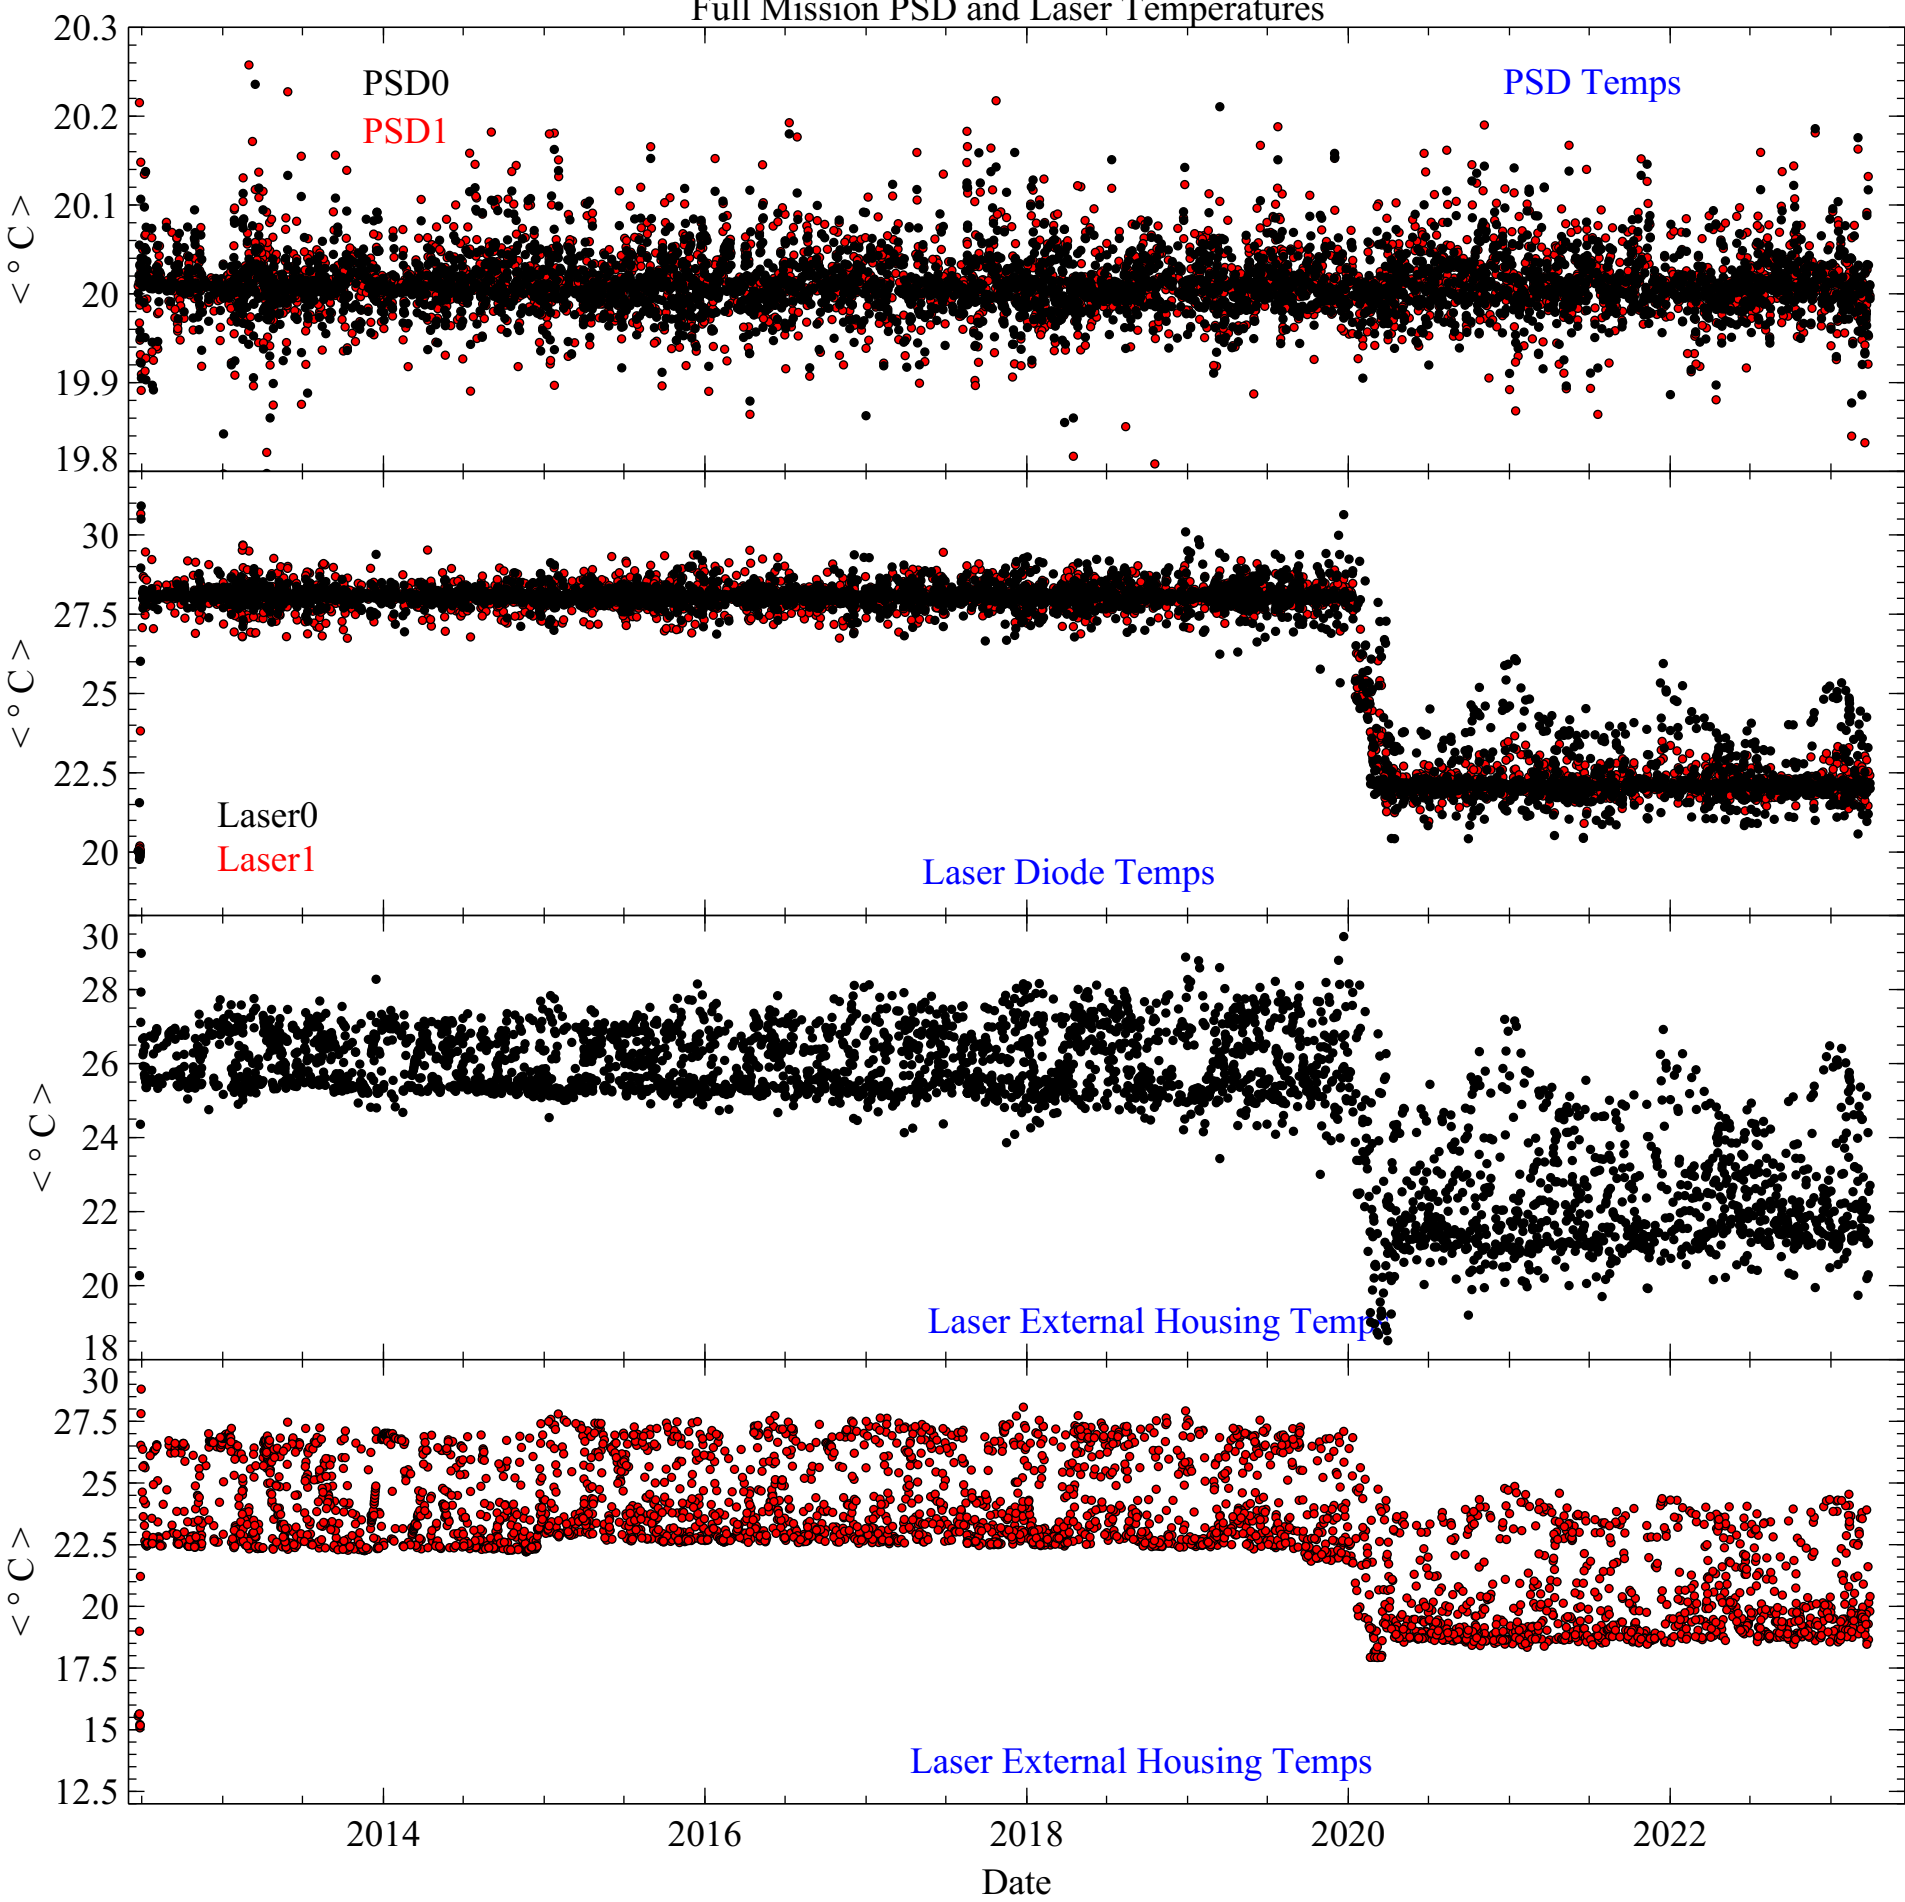 Full Mission PSD and Laser Temperatures
20.3
20.2
20.1
20
19.9
19.8
<° C>
PSD0
PSD1
PSD Temps
30
27.5
25
22.5
20
<° C>
Laser0
Laser1
Laser Diode Temps
30
28
26
24
22
20
18
<° C>
Laser External Housing Temps
30
27.5
25
22.5
20
17.5
15
12.5
<° C>
Laser External Housing Temps
2014 2016 2018 2020 2022
Date